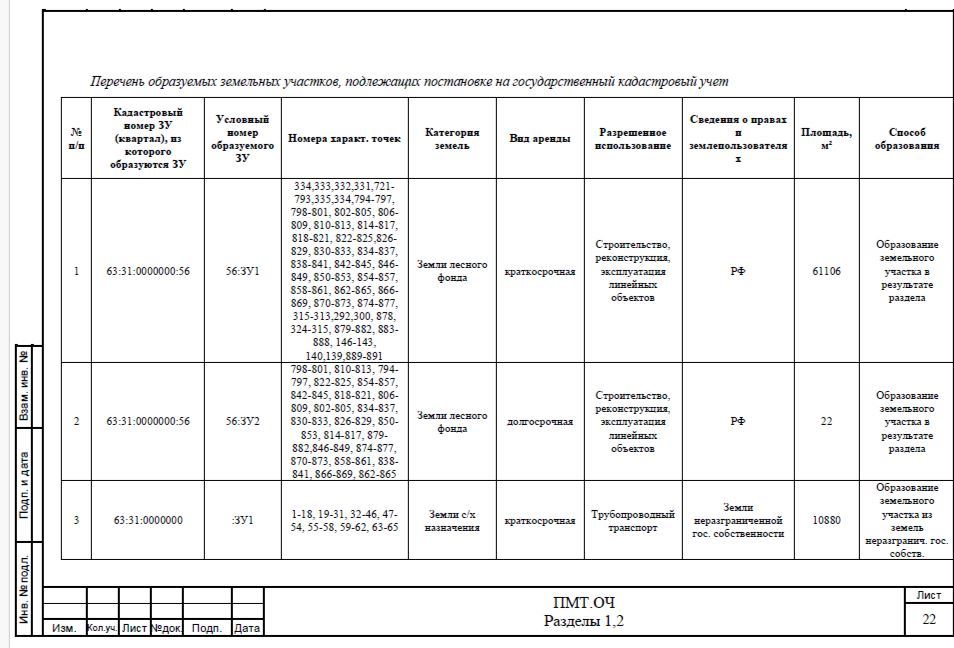 Перечень образуемых земельных участков, подлежащих постановке на государственный кадастровый учет
№
п/п
Кадастровый
номер ЗУ
(квартал), из
которого
образуются ЗУ
Условный
номер
образуемого
ЗУ
Номера характ. точек
Категория
земель
Вид аренды
Разрешенное
использование
Сведения о правах
и
землепользователя
х
Площадь,
м²
Способ
образования
1
63:31:0000000:56
56:ЗУ1
334,333,332,331,721-
793,335,334,794-797,
798-801, 802-805, 806-
809, 810-813, 814-817,
818-821, 822-825,826-
829, 830-833, 834-837,
838-841, 842-845, 846-
849, 850-853, 854-857,
858-861, 862-865, 866-
869, 870-873, 874-877,
315-313,292,300, 878,
324-315, 879-882, 883-
888, 146-143,
140,139,889-891
Земли лесного
фонда
краткосрочная
Строительство,
реконструкция,
эксплуатация
линейных
объектов
РФ
61106
Образование
земельного
участка в
результате
раздела
2
63:31:0000000:56
56:ЗУ2
798-801, 810-813, 794-
797, 822-825, 854-857,
842-845, 818-821, 806-
809, 802-805, 834-837,
830-833, 826-829, 850-
853, 814-817, 879-
882,846-849, 874-877,
870-873, 858-861, 838-
841, 866-869, 862-865
Земли лесного
фонда
долгосрочная
Строительство,
реконструкция,
эксплуатация
линейных
объектов
РФ
22
Образование
земельного
участка в
результате
раздела
3
63:31:0000000
:ЗУ1
1-18, 19-31, 32-46, 47-
54, 55-58, 59-62, 63-65
Земли с/х
назначения
краткосрочная
Трубопроводный
транспорт
Земли
неразграниченной
гос. собственности
10880
Образование
земельного
участка из
земель
неразгранич. гос.
собств.
Взам. инв. №
Подп. и дата
Инв. № подл.
Изм.
Кол.уч.
Лист
№док
Подп.
Дата
ПМТ.ОЧ
Разделы 1,2
Лист
22